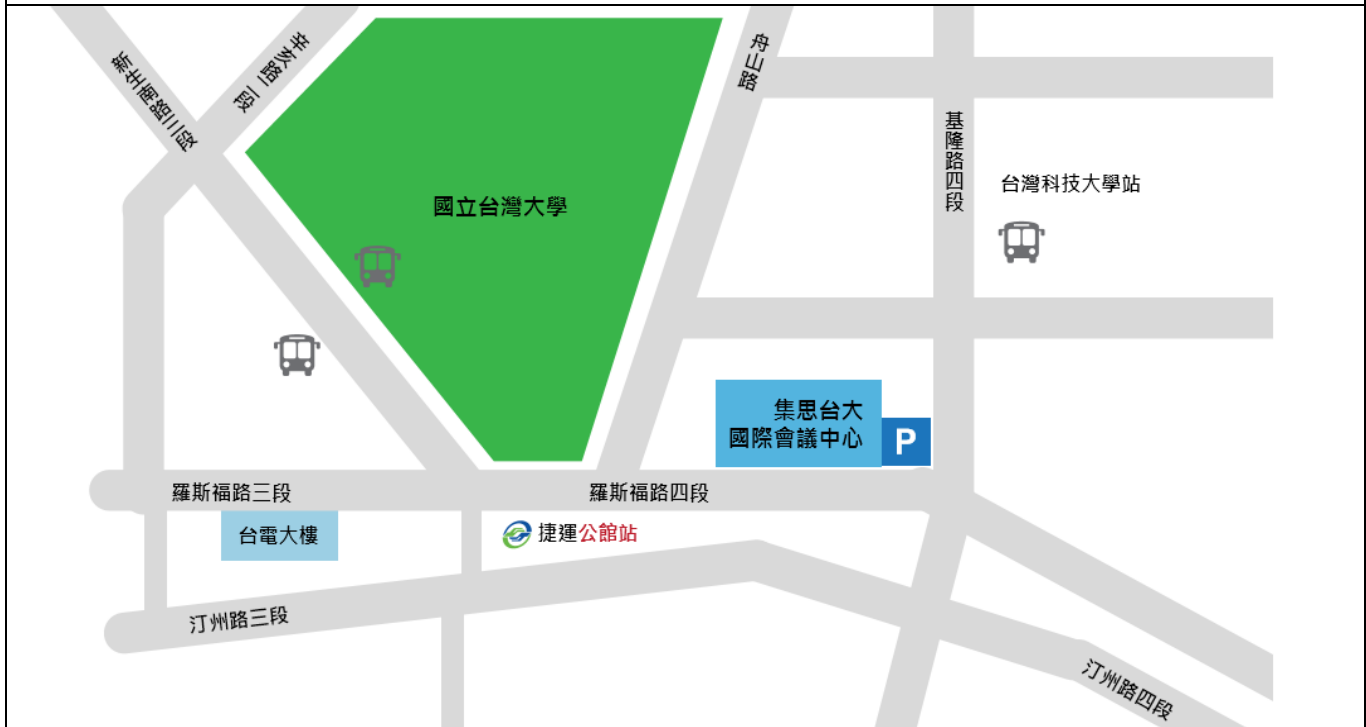 新生南路三段
辛亥路一段
舟山路
基隆路四段
台灣科技大學站
國立台灣大學
集思台大
國際會議中心
P
羅斯福路三段
羅斯福路四段
台電大樓
捷運公館站
汀州路三段
汀州路四段